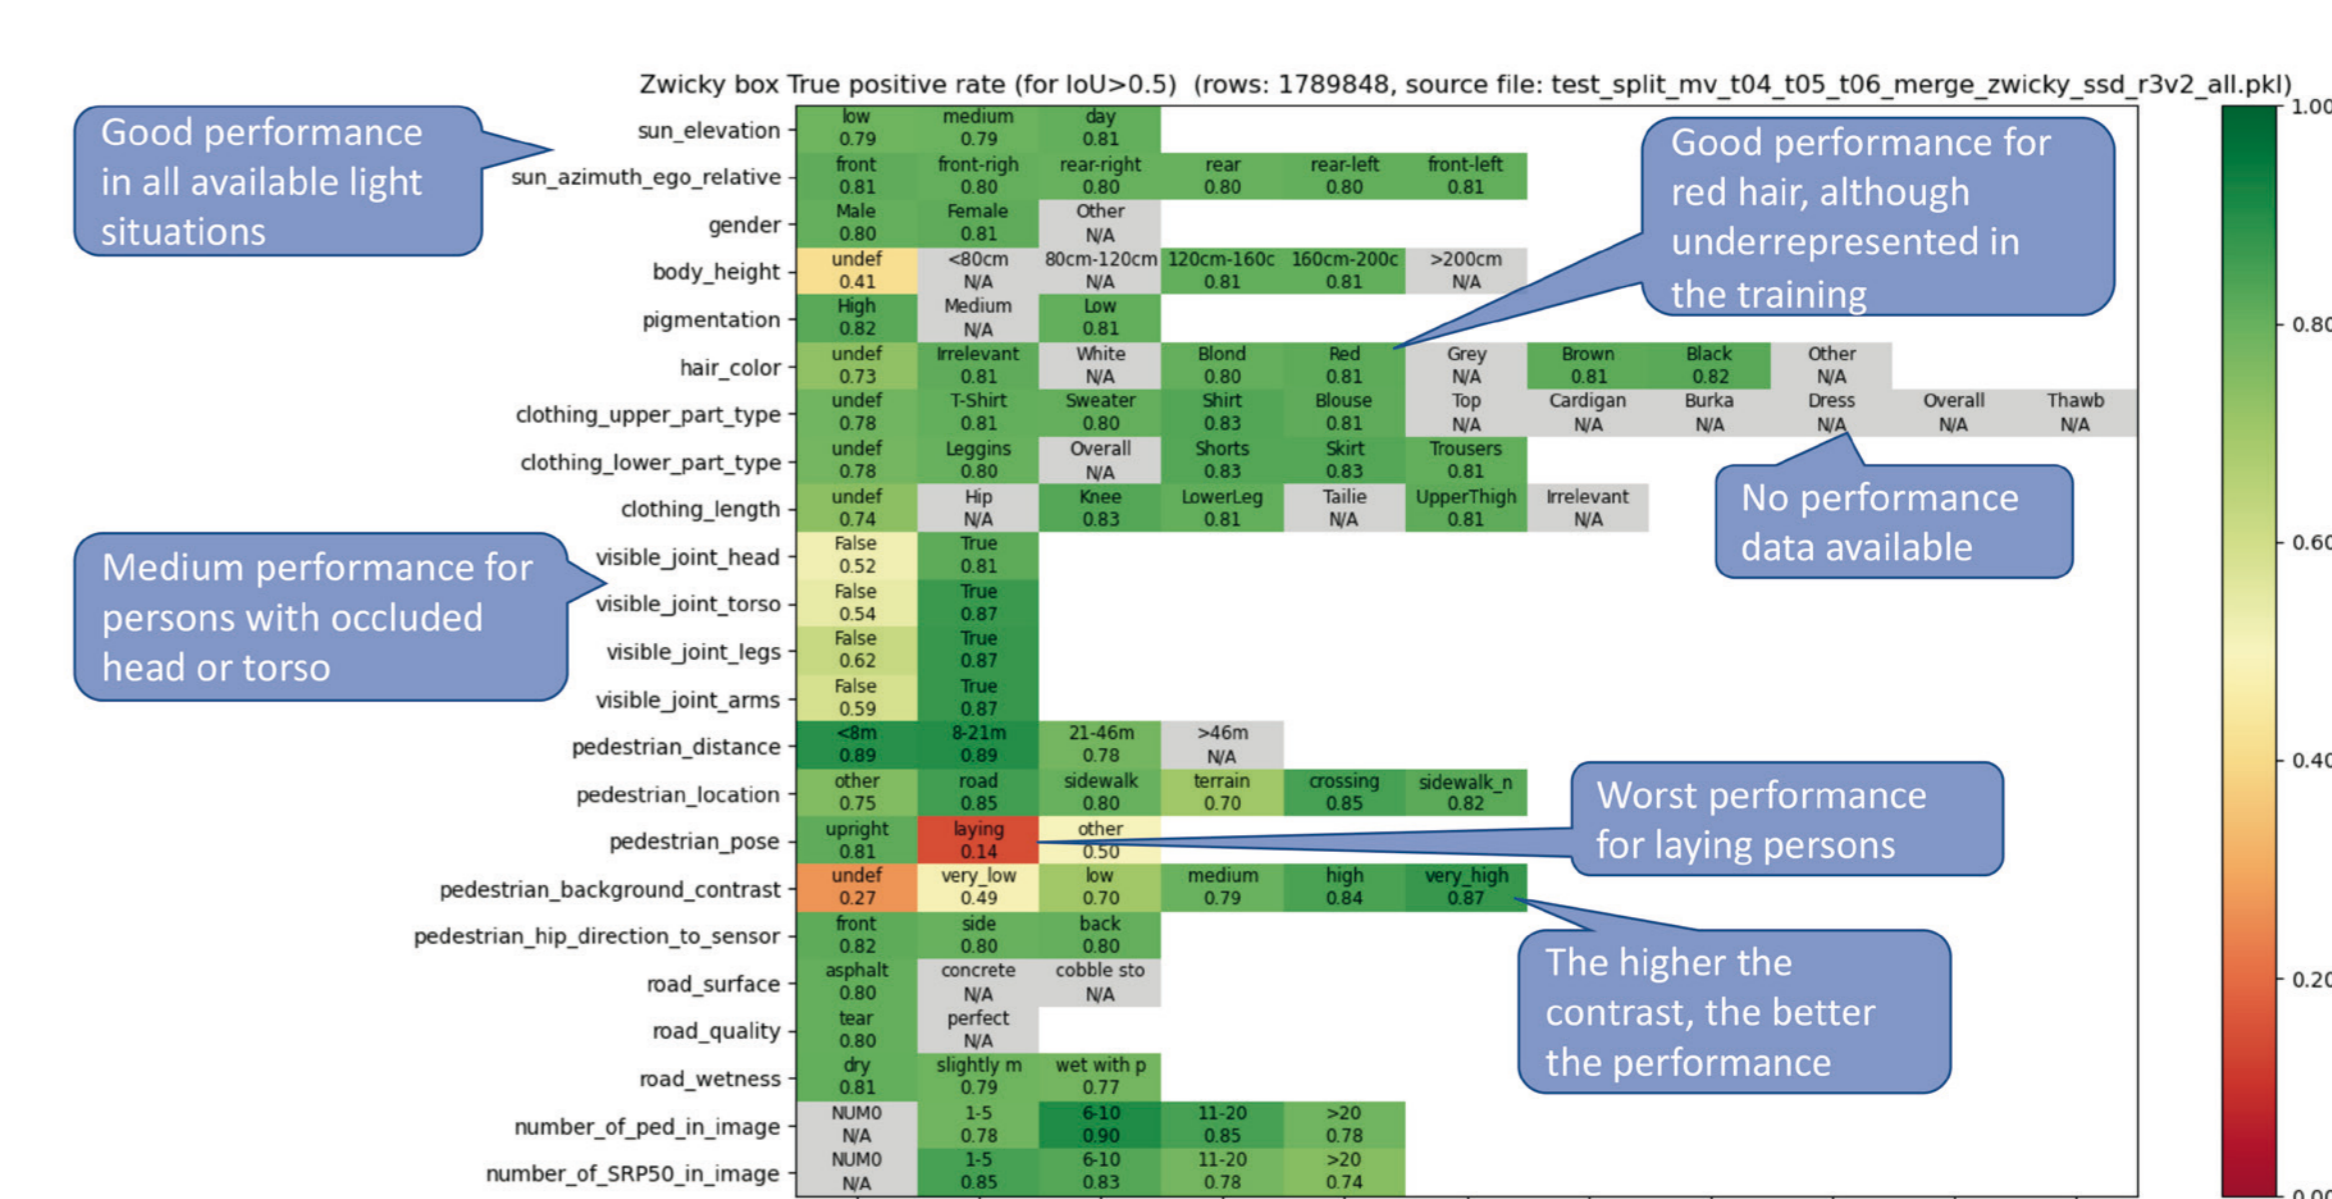 Zwicky box True positive rate (for IoU>0.5) (rows: 1789848, source file: test_split_mv_t04_t05_t06_merge_zwicky_ssd_r3v2_all.pkl)
Good performance
in all available light
situations
Good performance for
red hair, although
underrepresented in
the training
No performance
data available
Medium performance for
persons with occluded
head or torso
Worst performance
for laying persons
The higher the
contrast, the better
the performance
sun_elevation
low medium day
0.79 0.79 0.81
sun_azimuth_ego_relative
front front-righ rear-right rear rear-left front-left
0.81 0.80 0.80 0.80 0.80 0.81
gender
Male Female Other
0.80 0.81 N/A
body_height
undef <80cm 80cm-120cm 120cm-160c 160cm-200c >200cm
0.41 N/A N/A 0.81 0.81 N/A
pigmentation
High Medium Low
0.82 N/A 0.81
hair_color
undef Irrelevant White Blond Red Grey Brown Black Other
0.73 0.81 N/A 0.80 0.81 N/A 0.81 0.82 N/A
clothing_upper_part_type
undef T-Shirt Sweater Shirt Blouse Top Cardigan Burka Dress Overall Thawb
0.78 0.81 0.80 0.83 0.81 N/A N/A N/A N/A N/A N/A
clothing_lower_part_type
undef Leggins Overall Shorts Skirt Trousers
0.78 0.80 N/A 0.83 0.83 0.81
clothing_length
undef Hip Knee LowerLeg Tailie UpperThigh Irrelevant
0.74 N/A 0.83 0.81 N/A 0.81 N/A
visible_joint_head
False True
0.52 0.81
visible_joint_torso
False True
0.54 0.87
visible_joint_legs
False True
0.62 0.87
visible_joint_arms
False True
0.59 0.87
pedestrian_distance
<8m 8-21m 21-46m >46m
0.89 0.89 0.78 N/A
pedestrian_location
other road sidewalk terrain crossing sidewalk_n
0.75 0.85 0.80 0.70 0.85 0.82
pedestrian_pose
upright laying other
0.81 0.14 0.50
pedestrian_background_contrast
undef very_low low medium high very_high
0.27 0.49 0.70 0.79 0.84 0.87
pedestrian_hip_direction_to_sensor
front side back
0.82 0.80 0.80
road_surface
asphalt concrete cobble sto
0.80 N/A N/A
road_quality
tear perfect
0.80 N/A
road_wetness
dry slightly m wet with p
0.81 0.79 0.77
number_of_ped_in_image
NUM0 1-5 6-10 11-20 >20
N/A 0.78 0.90 0.85 0.78
number_of_SRP50_in_image
NUM0 1-5 6-10 11-20 >20
N/A 0.85 0.83 0.78 0.74
1.00
0.80
0.60
0.40
0.20
0.00